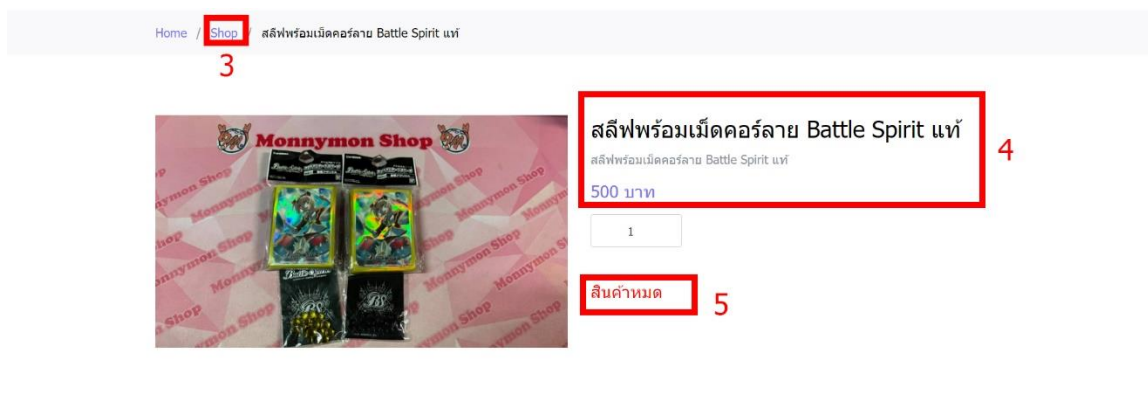 Home / Shop / สลีฟพร้อมเม็ดคอร์ลาย Battle Spirit แท้
3
Monnymon Shop
สลีฟพร้อมเม็ดคอร์ลาย Battle Spirit แท้
4
สลีฟพร้อมเม็ดคอร์ลาย Battle Spirit แท้
500 บาท
1
สินค้าหมด
5